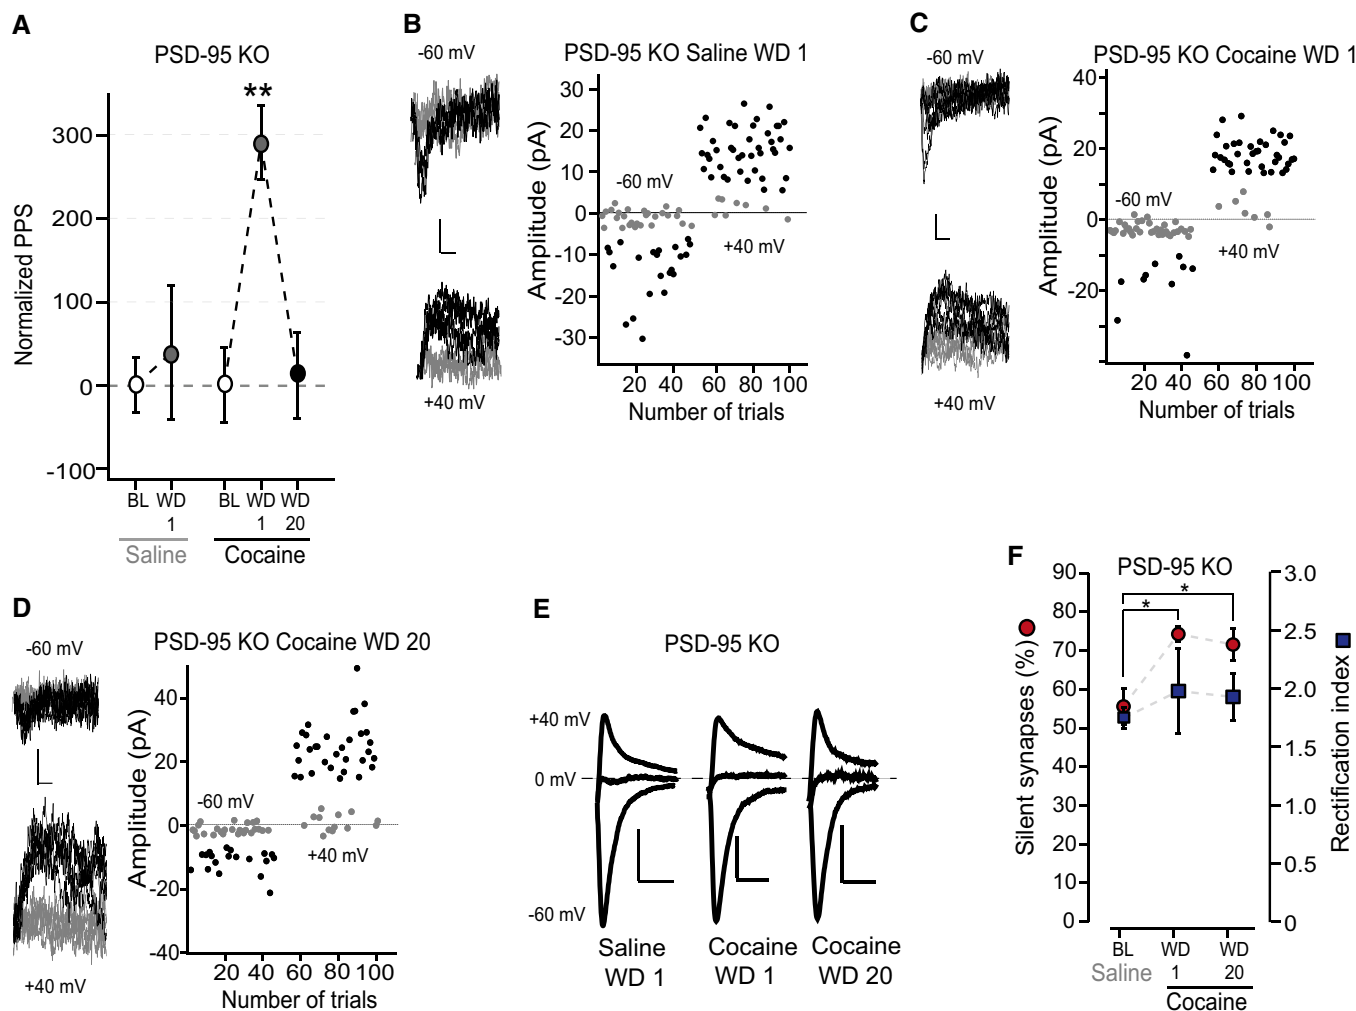 A
PSD-95 KO
**
Normalized PPS
300
200
100
0
-100
BL WD BL WD WD
1 1 20
Saline Cocaine
B
-60 mV
+40 mV
PSD-95 KO Saline WD 1
Amplitude (pA)
30
20
10
0
-10
-20
-30
-60 mV
+40 mV
20 40 60 80 100
Number of trials
C
-60 mV
+40 mV
PSD-95 KO Cocaine WD 1
Amplitude (pA)
40
20
0
-20
-60 mV
+40 mV
20 40 60 80 100
Number of trials
D
-60 mV
+40 mV
PSD-95 KO Cocaine WD 20
Amplitude (pA)
40
20
0
-20
-40
-60 mV
+40 mV
20 40 60 80 100
Number of trials
E
PSD-95 KO
+40 mV
0 mV
-60 mV
Saline Cocaine Cocaine
WD 1 WD 1 WD 20
F
PSD-95 KO
Silent synapses (%)
90
80
70
60
50
40
30
20
10
0
*
*
3.0
2.5
2.0
1.5
1.0
0.5
0
Rectification index
BL WD WD
Saline 1 20
Cocaine